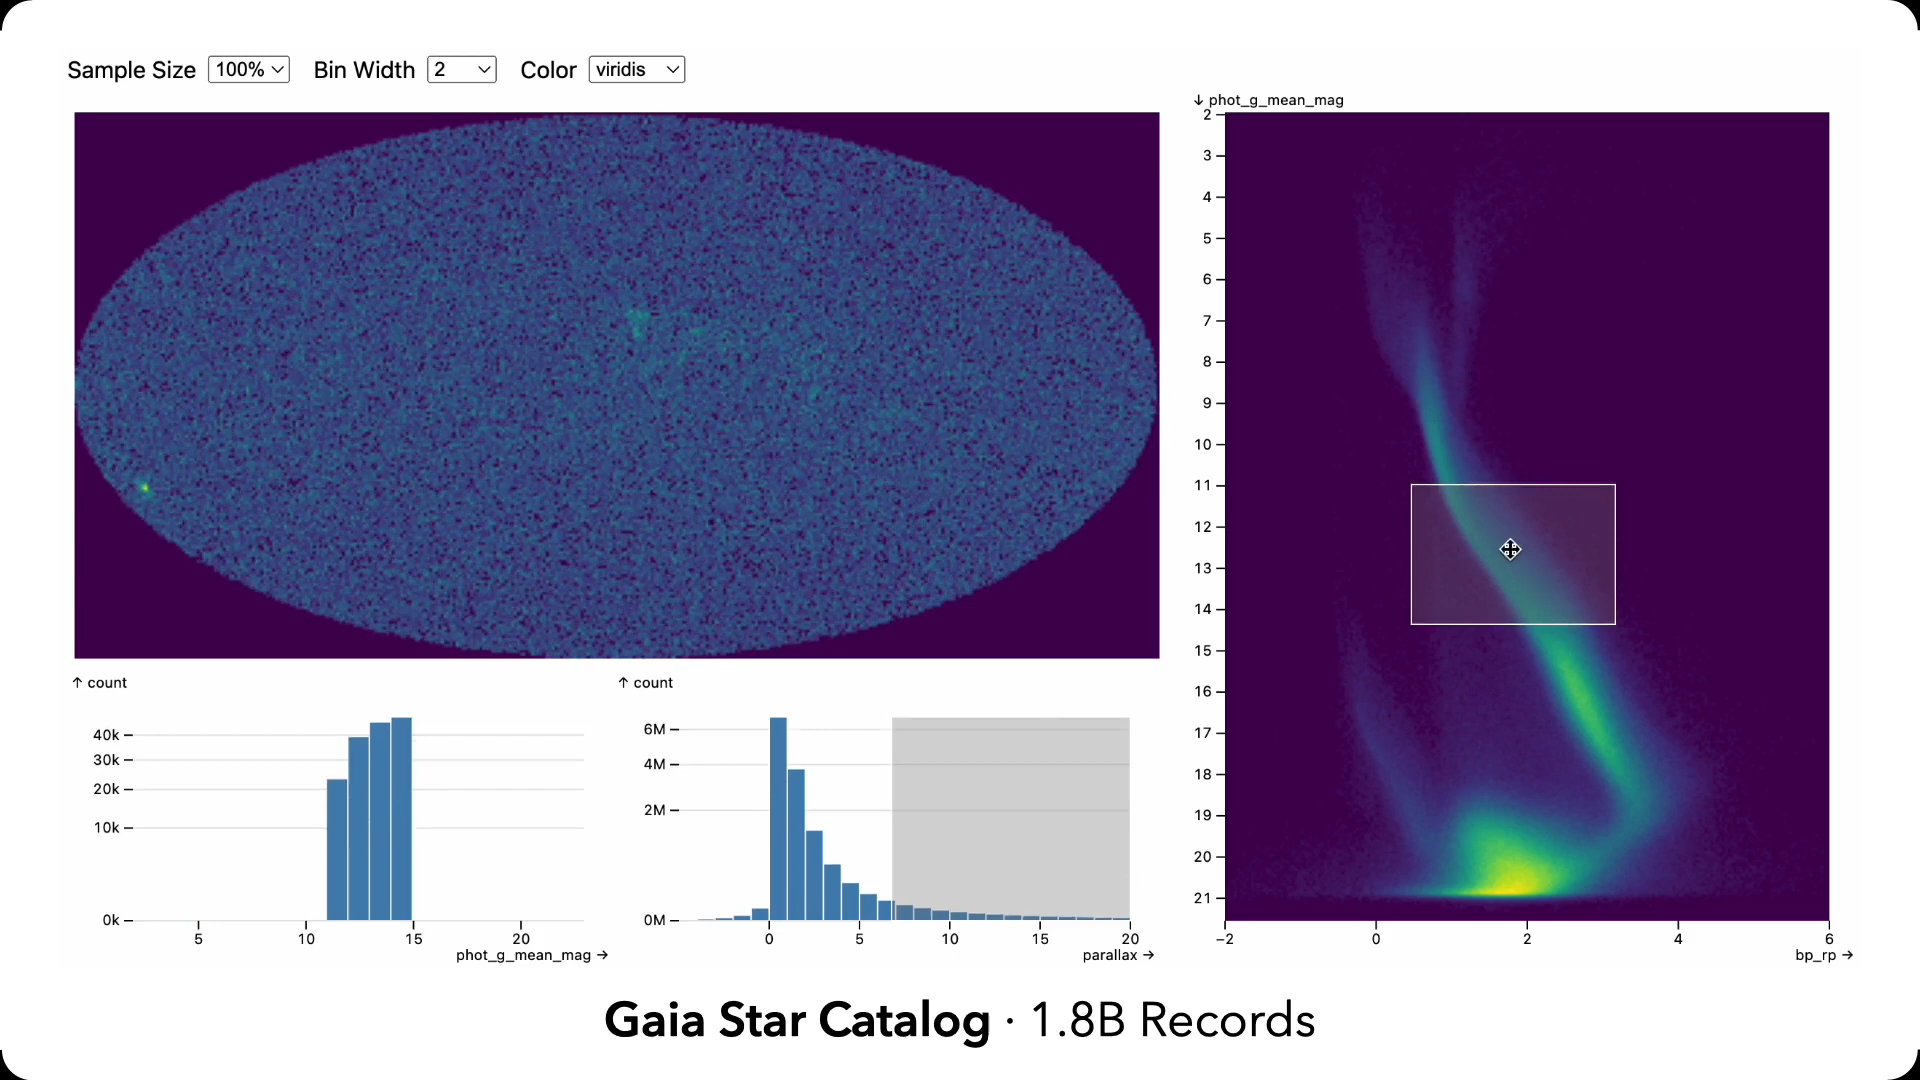 Sample Size 100% Bin Width 2 Color viridis
↓ phot_g_mean_mag
2
3
4
5
6
7
8
9
10
11
12
13
14
15
16
17
18
19
20
21
−2 0 2 4 6
bp_rp →
↑ count
40k
30k
20k
10k
0k
5 10 15 20
phot_g_mean_mag →
↑ count
6M
4M
2M
0M
0 5 10 15 20
parallax →
Gaia Star Catalog · 1.8B Records